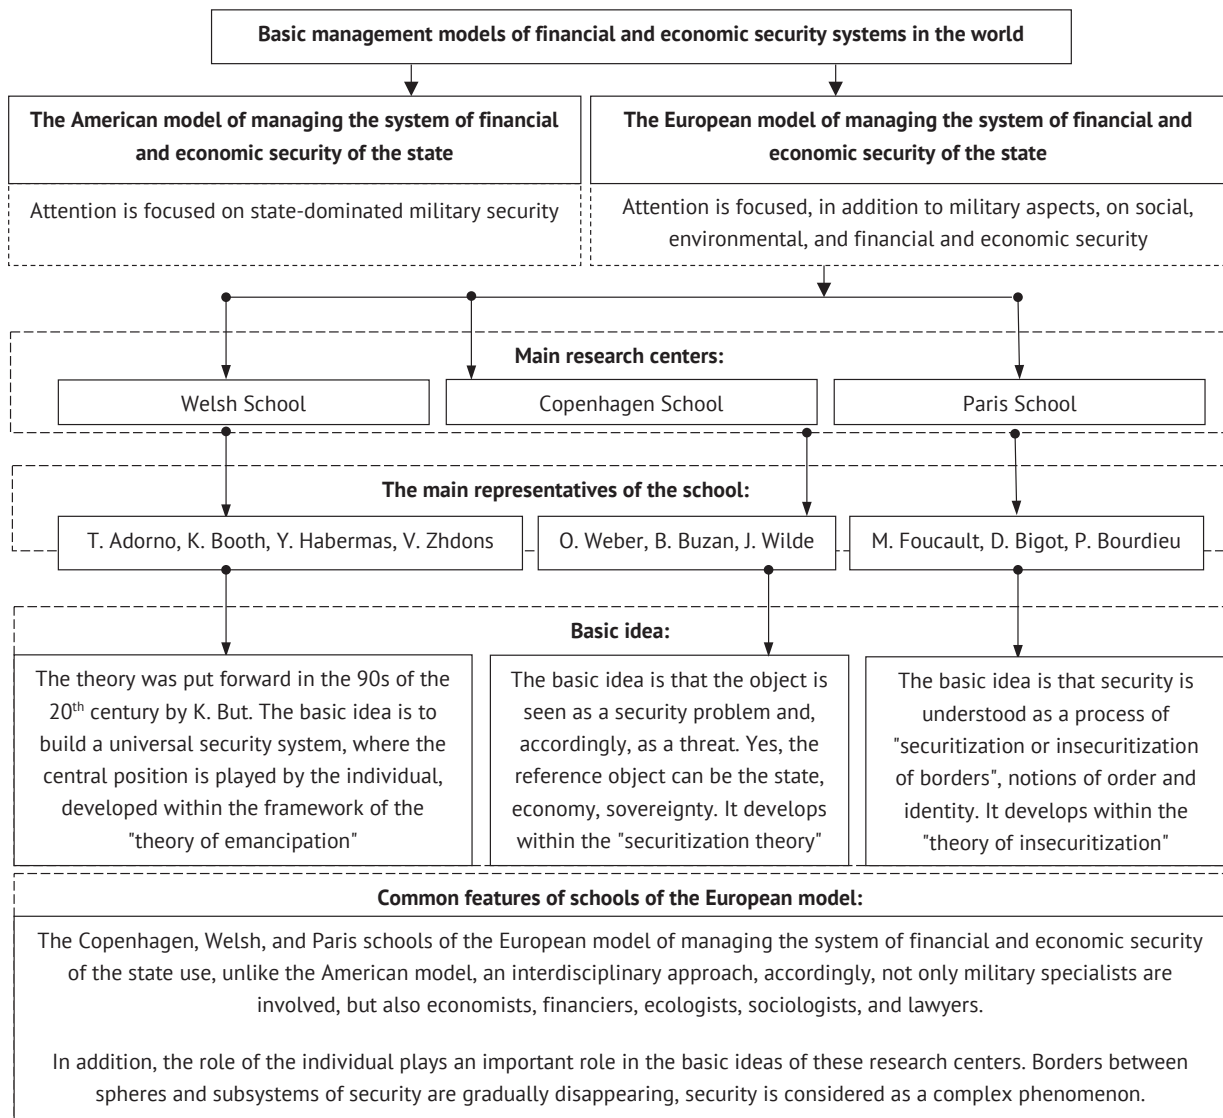 Basic management models of financial and economic security systems in the world
The American model of managing the system of financial
and economic security of the state
The European model of managing the system of financial and
economic security of the state
Attention is focused on state-dominated military security
Attention is focused, in addition to military aspects, on social,
environmental, and financial and economic security
Main research centers:
Welsh School
Copenhagen School
Paris School
The main representatives of the school:
T. Adorno, K. Booth, Y. Habermas, V. Zhdons
O. Weber, B. Buzan, J. Wilde
M. Foucault, D. Bigot, P. Bourdieu
Basic idea:
The theory was put forward in the 90s of the
20th century by K. But. The basic idea is to
build a universal security system, where the
central position is played by the individual,
developed within the framework of the
"theory of emancipation"
The basic idea is that the object is
seen as a security problem and,
accordingly, as a threat. Yes, the
reference object can be the state,
economy, sovereignty. It develops
within the "securitization theory"
The basic idea is that security is
understood as a process of
"securitization or insecuritization
of borders", notions of order and
identity. It develops within the
"theory of insecuritization"
Common features of schools of the European model:
The Copenhagen, Welsh, and Paris schools of the European model of managing the system of financial and economic security
of the state use, unlike the American model, an interdisciplinary approach, accordingly, not only military specialists are
involved, but also economists, financiers, ecologists, sociologists, and lawyers.
In addition, the role of the individual plays an important role in the basic ideas of these research centers. Borders between
spheres and subsystems of security are gradually disappearing, security is considered as a complex phenomenon.